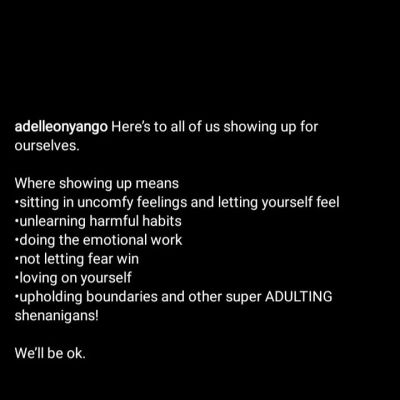 adelleonyango Here's to all of us showing up for
ourselves.
Where showing up means
•sitting in uncomfy feelings and letting yourself feel
•unlearning harmful habits
•doing the emotional work
•not letting fear win
•loving on yourself
•upholding boundaries and other super ADULTING
shenanigans!
We'll be ok.